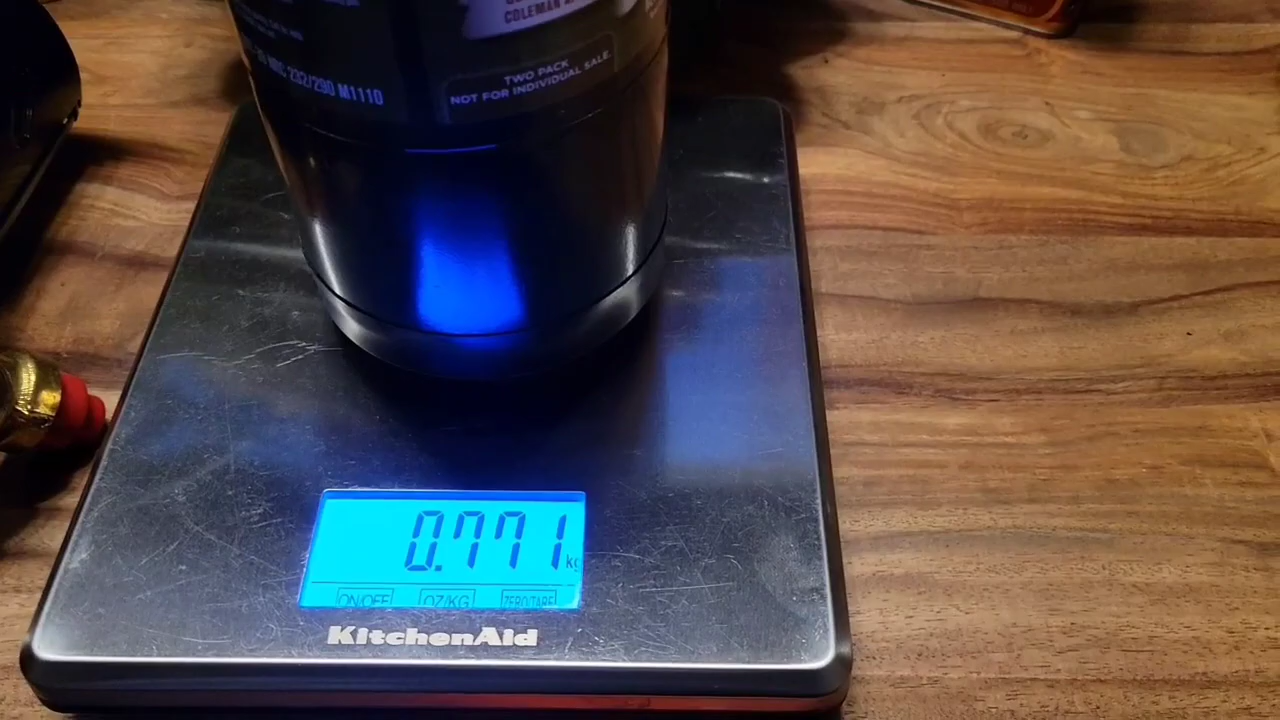 COLEMAN
NRC 232/290 M1110
TWO PACK
NOT FOR INDIVIDUAL SALE.
0.771 kg
ON/OFF OZ/KG ZERO/TARE
KitchenAid